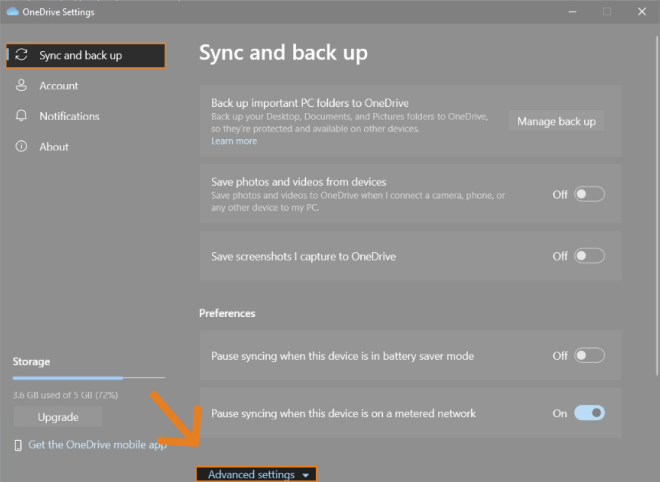 OneDrive Settings
Sync and back up
Account
Notifications
About
Storage
3.6 GB used of 5 GB (72%)
Upgrade
Get the OneDrive mobile app
Sync and back up
Back up important PC folders to OneDrive
Back up your Desktop, Documents, and Pictures folders to OneDrive,
so they're protected and available on other devices.
Learn more
Manage back up
Save photos and videos from devices
Save photos and videos to OneDrive when I connect a camera, phone, or
any other device to my PC.
Off
Save screenshots I capture to OneDrive
Off
Preferences
Pause syncing when this device is in battery saver mode
Off
Pause syncing when this device is on a metered network
On
Advanced settings